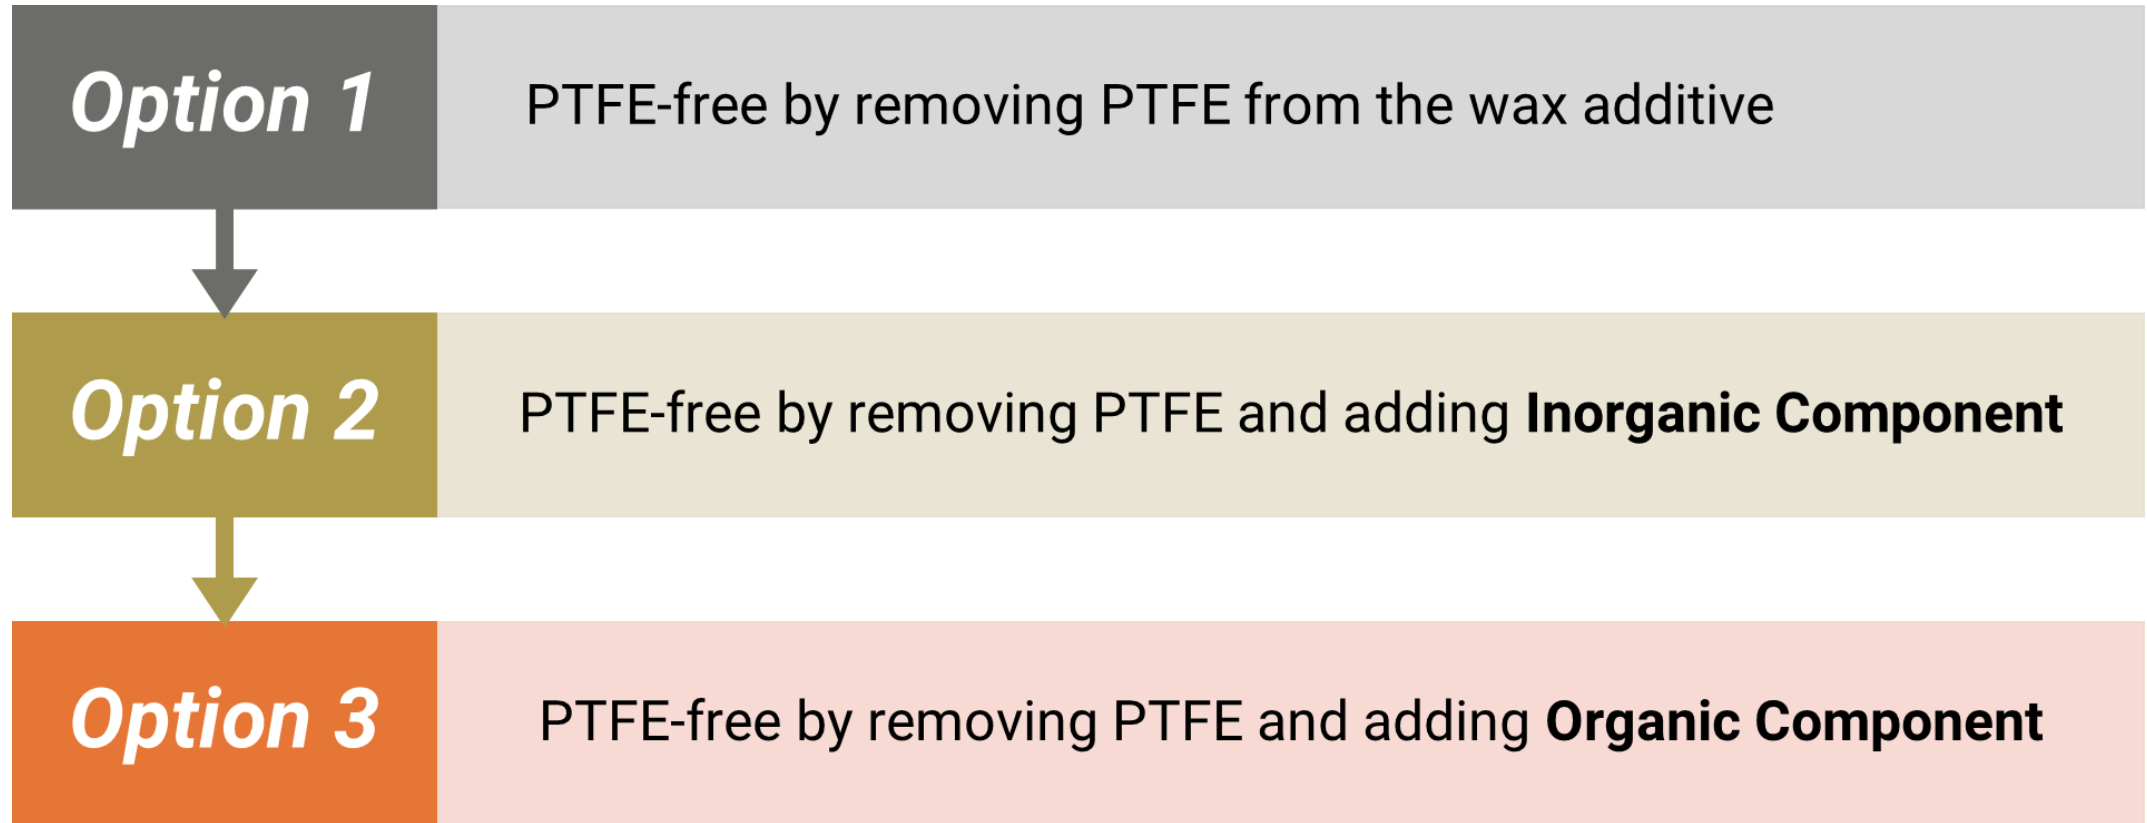 Option 1
PTFE-free by removing PTFE from the wax additive
Option 2
PTFE-free by removing PTFE and adding Inorganic Component
Option 3
PTFE-free by removing PTFE and adding Organic Component